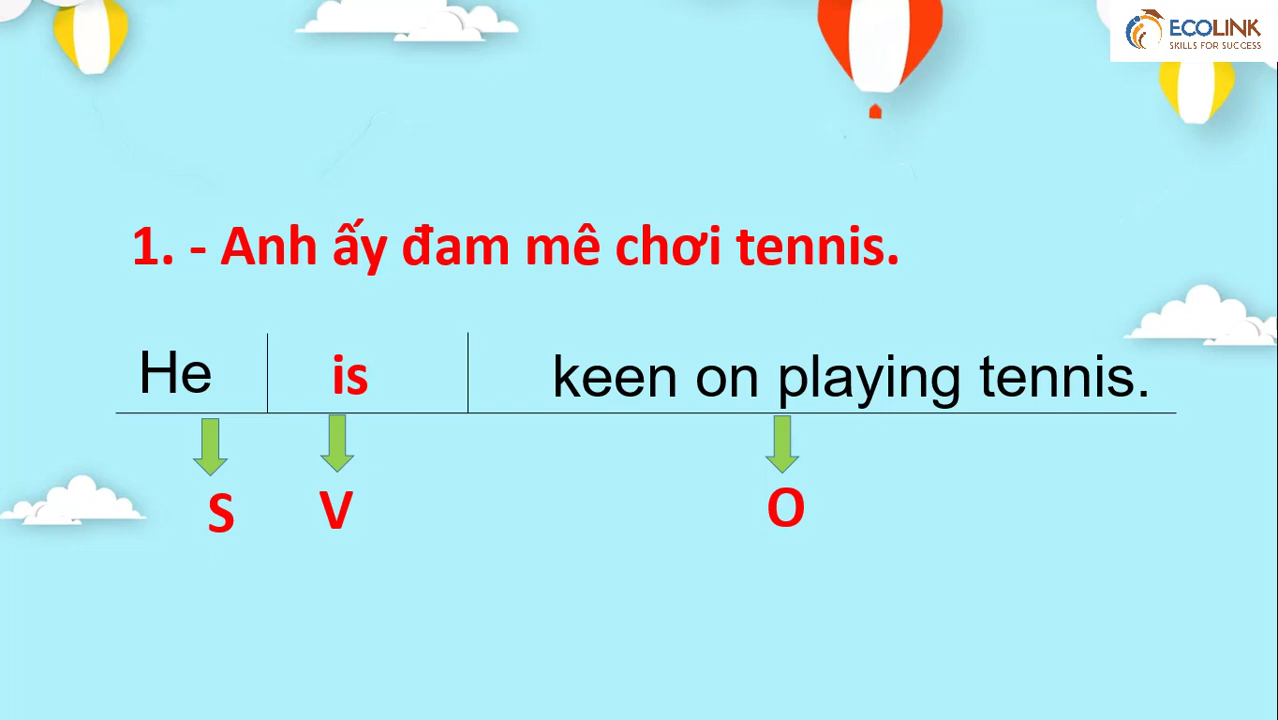 ECOLINK
SKILLS FOR SUCCESS
1. - Anh ấy đam mê chơi tennis.
He is keen on playing tennis.
S V O